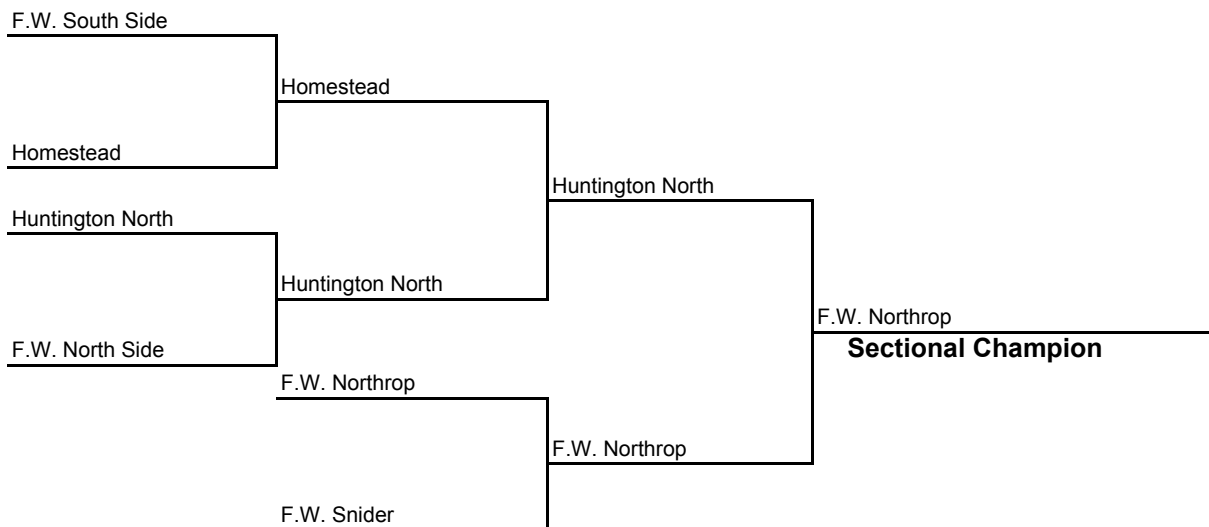 F.W. South Side
Homestead
Homestead
Huntington North
Huntington North
Huntington North
F.W. Northrop
F.W. North Side
Sectional Champion
F.W. Northrop
F.W. Northrop
F.W. Snider